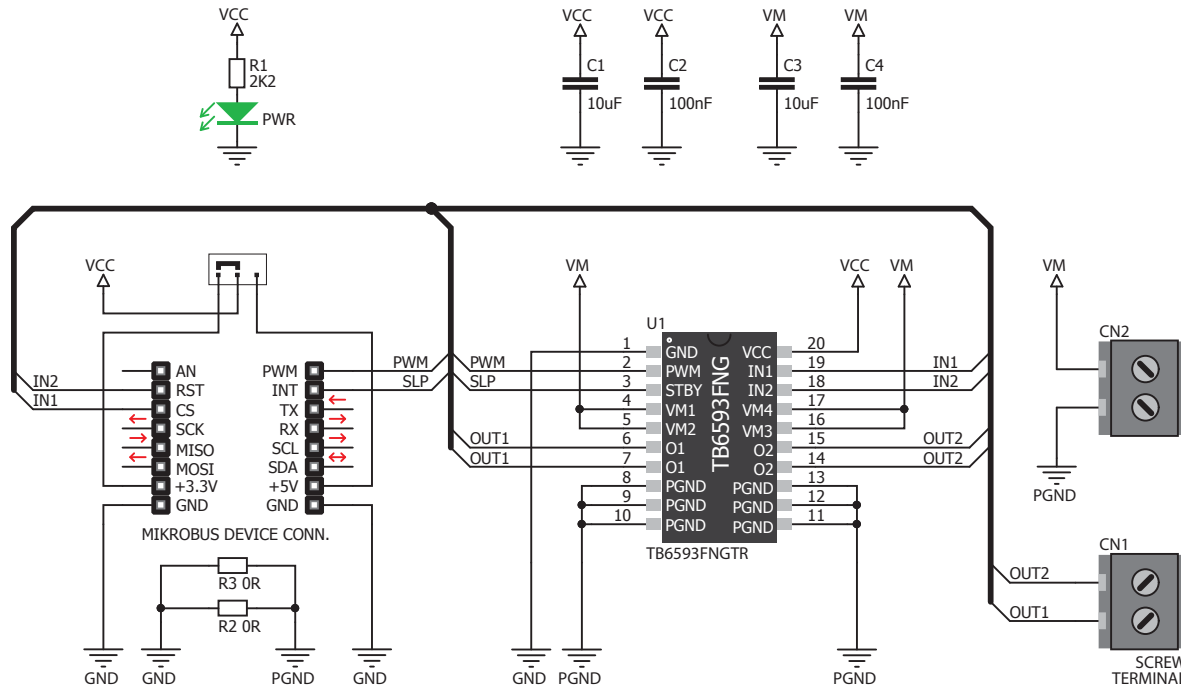 VCC
R1
2K2
PWR
VCC
C1
10uF
VCC
C2
100nF
VM
C3
10uF
VM
C4
100nF
VCC
IN2
IN1
AN
RST
CS
SCK
MISO
MOSI
+3.3V
GND
PWM
INT
TX
RX
SCL
SDA
+5V
GND
MIKROBUS DEVICE CONN.
R3 0R
R2 0R
GND
GND
PGND
GND
PWM
SLP
PWM
SLP
OUT1
OUT1
VM
U1
1
2
3
4
5
6
7
8
9
10
GND
PWM
STBY
VM1
VM2
O1
O1
PGND
PGND
PGND
TB6593FNG
VCC
IN1
IN2
VM4
VM3
O2
O2
PGND
PGND
PGND
20
19
18
17
16
15
14
13
12
11
TB6593FNGTR
VCC
VM
IN1
IN2
OUT2
OUT2
GND
PGND
PGND
VM
CN2
PGND
CN1
OUT2
OUT1
SCREW
TERMINAL